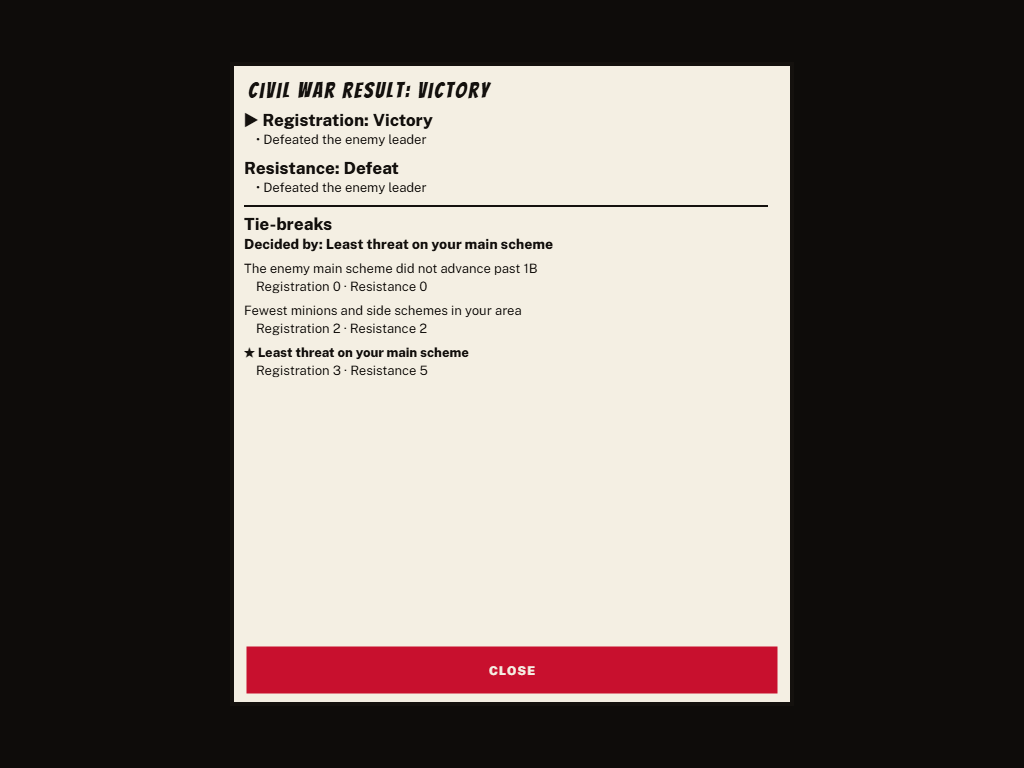 CIVIL WAR RESULT: VICTORY
▶ Registration: Victory
• Defeated the enemy leader
Resistance: Defeat
• Defeated the enemy leader
Tie-breaks
Decided by: Least threat on your main scheme
The enemy main scheme did not advance past 1B
Registration 0 · Resistance 0
Fewest minions and side schemes in your area
Registration 2 · Resistance 2
★ Least threat on your main scheme
Registration 3 · Resistance 5
CLOSE